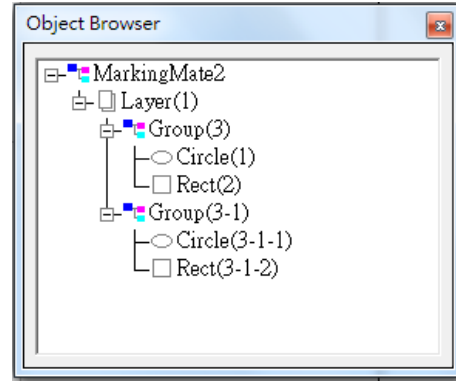 Object Browser
MarkingMate2
Layer(1)
Group(3)
Circle(1)
Rect(2)
Group(3-1)
Circle(3-1-1)
Rect(3-1-2)